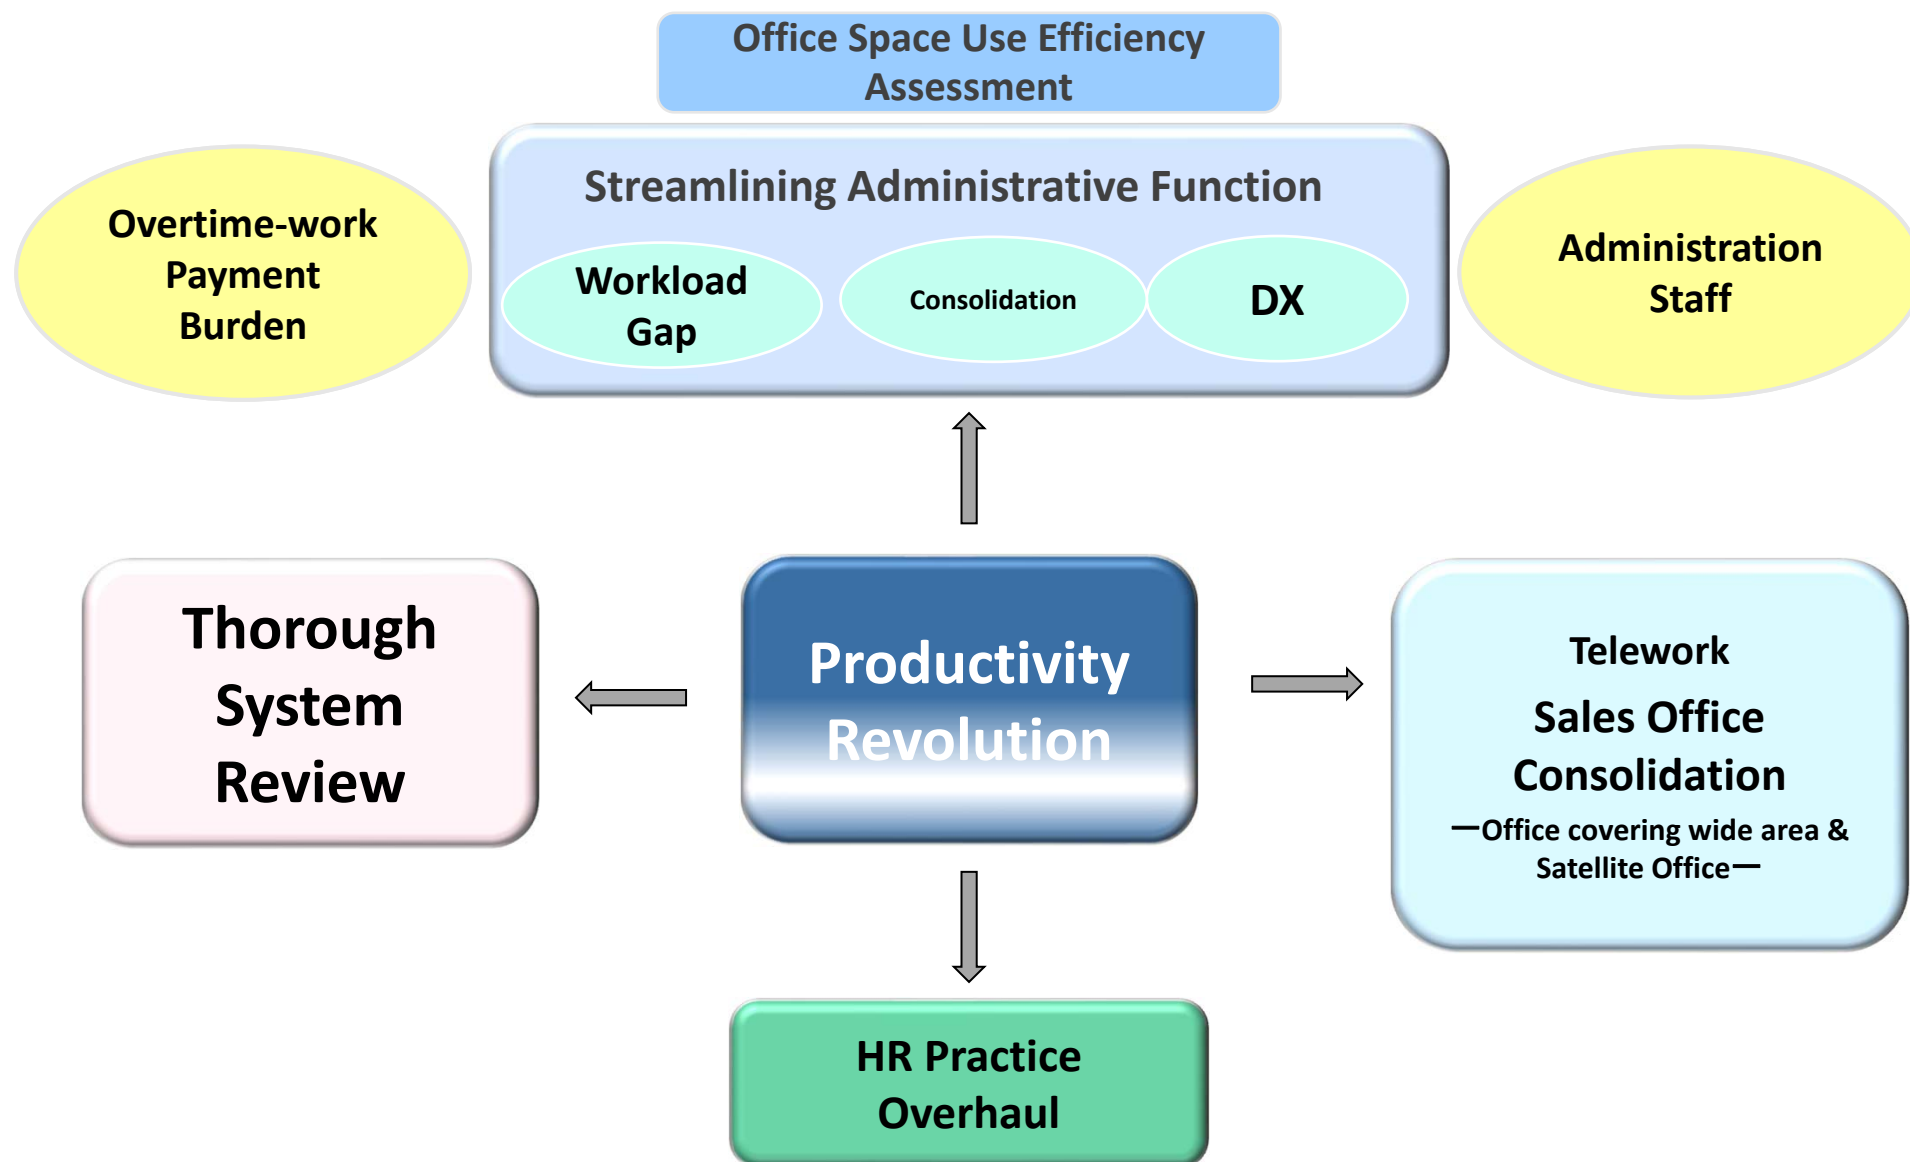 Office Space Use Efficiency
Assessment
Streamlining Administrative Function
Overtime-work
Payment
Burden
Workload
Gap
Consolidation
DX
Administration
Staff
Thorough
System
Review
Productivity
Revolution
Telework
Sales Office
Consolidation
—Office covering wide area &
Satellite Office—
HR Practice
Overhaul